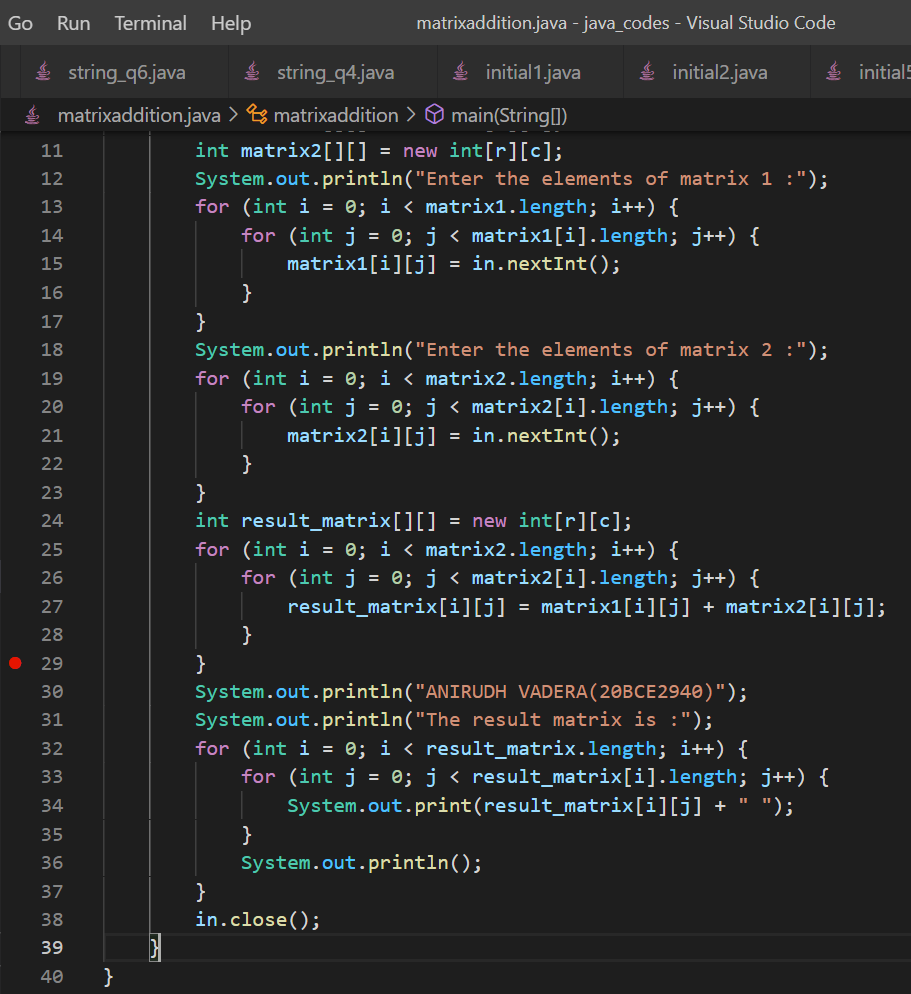 Go Run Terminal Help matrixaddition.java - java_codes - Visual Studio Code
string_q6.java string_q4.java initial1.java initial2.java initial5
matrixaddition.java > matrixaddition > main(String[])
11 int matrix2[][] = new int[r][c];
12 System.out.println("Enter the elements of matrix 1 :");
13 for (int i = 0; i < matrix1.length; i++) {
14 for (int j = 0; j < matrix1[i].length; j++) {
15 matrix1[i][j] = in.nextInt();
16 }
17 }
18 System.out.println("Enter the elements of matrix 2 :");
19 for (int i = 0; i < matrix2.length; i++) {
20 for (int j = 0; j < matrix2[i].length; j++) {
21 matrix2[i][j] = in.nextInt();
22 }
23 }
24 int result_matrix[][] = new int[r][c];
25 for (int i = 0; i < matrix2.length; i++) {
26 for (int j = 0; j < matrix2[i].length; j++) {
27 result_matrix[i][j] = matrix1[i][j] + matrix2[i][j];
28 }
29 }
30 System.out.println("ANIRUDH VADERA(20BCE2940)");
31 System.out.println("The result matrix is :");
32 for (int i = 0; i < result_matrix.length; i++) {
33 for (int j = 0; j < result_matrix[i].length; j++) {
34 System.out.print(result_matrix[i][j] + " ");
35 }
36 System.out.println();
37 }
38 in.close();
39 }
40 }